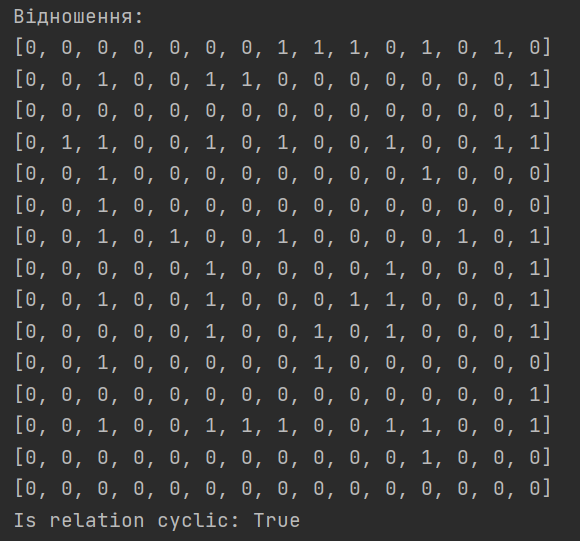 Відношення:
[0, 0, 0, 0, 0, 0, 0, 1, 1, 1, 0, 1, 0, 1, 0]
[0, 0, 1, 0, 0, 1, 1, 0, 0, 0, 0, 0, 0, 0, 1]
[0, 0, 0, 0, 0, 0, 0, 0, 0, 0, 0, 0, 0, 0, 1]
[0, 1, 1, 0, 0, 1, 0, 1, 0, 0, 1, 0, 0, 1, 1]
[0, 0, 1, 0, 0, 0, 0, 0, 0, 0, 0, 1, 0, 0, 0]
[0, 0, 1, 0, 0, 0, 0, 0, 0, 0, 0, 0, 0, 0, 0]
[0, 0, 1, 0, 1, 0, 0, 1, 0, 0, 0, 0, 1, 0, 1]
[0, 0, 0, 0, 0, 1, 0, 0, 0, 0, 1, 0, 0, 0, 1]
[0, 0, 1, 0, 0, 1, 0, 0, 0, 1, 1, 0, 0, 0, 1]
[0, 0, 0, 0, 0, 1, 0, 0, 1, 0, 1, 0, 0, 0, 1]
[0, 0, 1, 0, 0, 0, 0, 0, 1, 0, 0, 0, 0, 0, 0]
[0, 0, 0, 0, 0, 0, 0, 0, 0, 0, 0, 0, 0, 0, 1]
[0, 0, 1, 0, 0, 1, 1, 1, 0, 0, 1, 1, 0, 0, 1]
[0, 0, 0, 0, 0, 0, 0, 0, 0, 0, 0, 1, 0, 0, 0]
[0, 0, 0, 0, 0, 0, 0, 0, 0, 0, 0, 0, 0, 0, 0]
Is relation cyclic: True